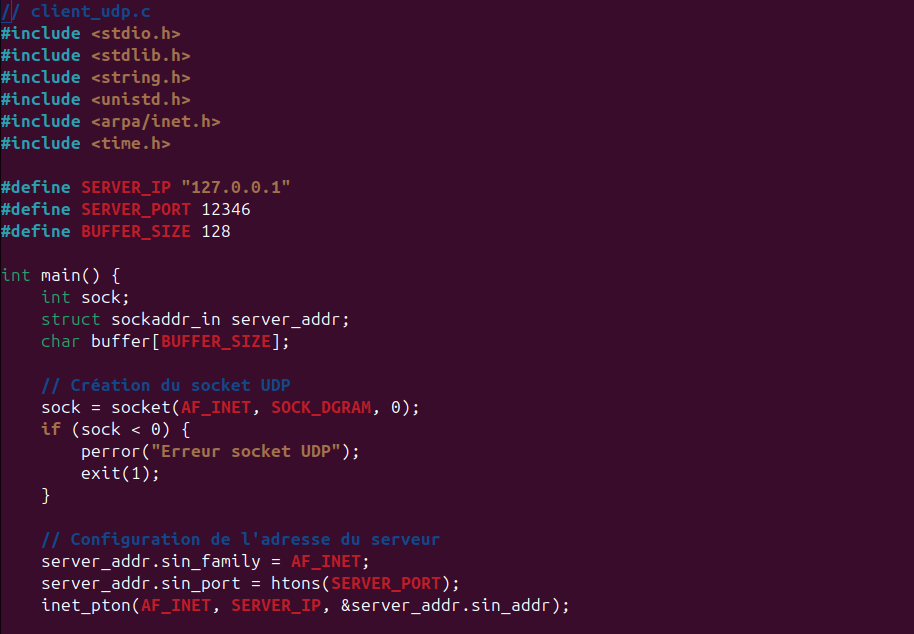 // client_udp.c
#include <stdio.h>
#include <stdlib.h>
#include <string.h>
#include <unistd.h>
#include <arpa/inet.h>
#include <time.h>

#define SERVER_IP "127.0.0.1"
#define SERVER_PORT 12346
#define BUFFER_SIZE 128

int main() {
    int sock;
    struct sockaddr_in server_addr;
    char buffer[BUFFER_SIZE];

    // Création du socket UDP
    sock = socket(AF_INET, SOCK_DGRAM, 0);
    if (sock < 0) {
        perror("Erreur socket UDP");
        exit(1);
    }

    // Configuration de l'adresse du serveur
    server_addr.sin_family = AF_INET;
    server_addr.sin_port = htons(SERVER_PORT);
    inet_pton(AF_INET, SERVER_IP, &server_addr.sin_addr);